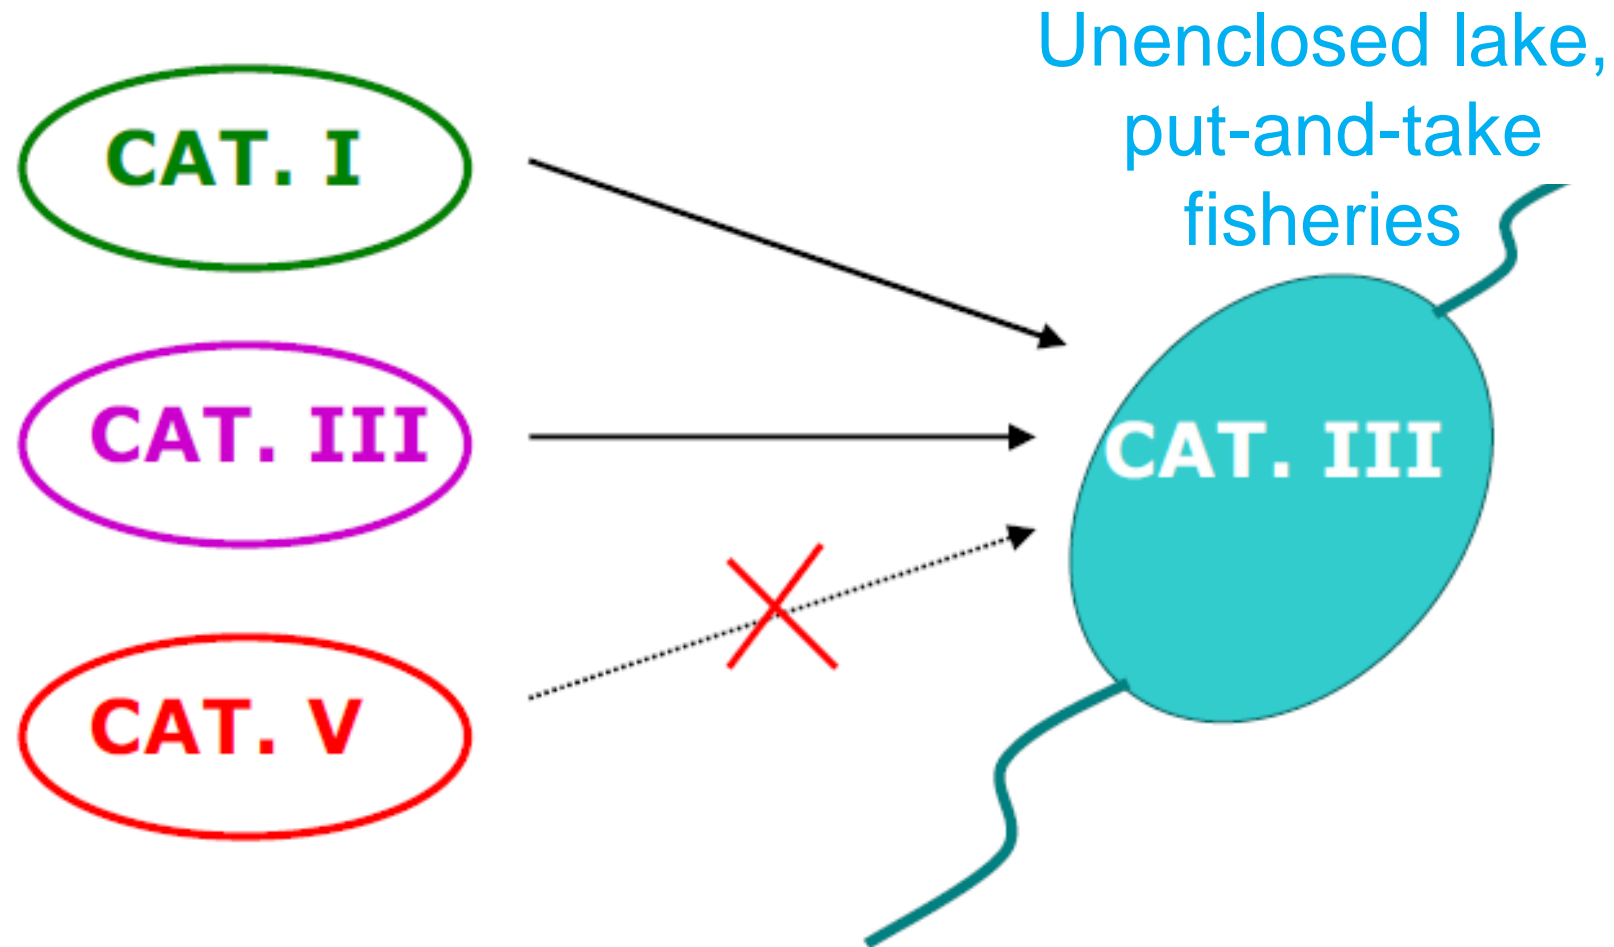 Unenclosed lake,
put-and-take
fisheries
CAT. I
CAT. III
CAT. V
CAT. III